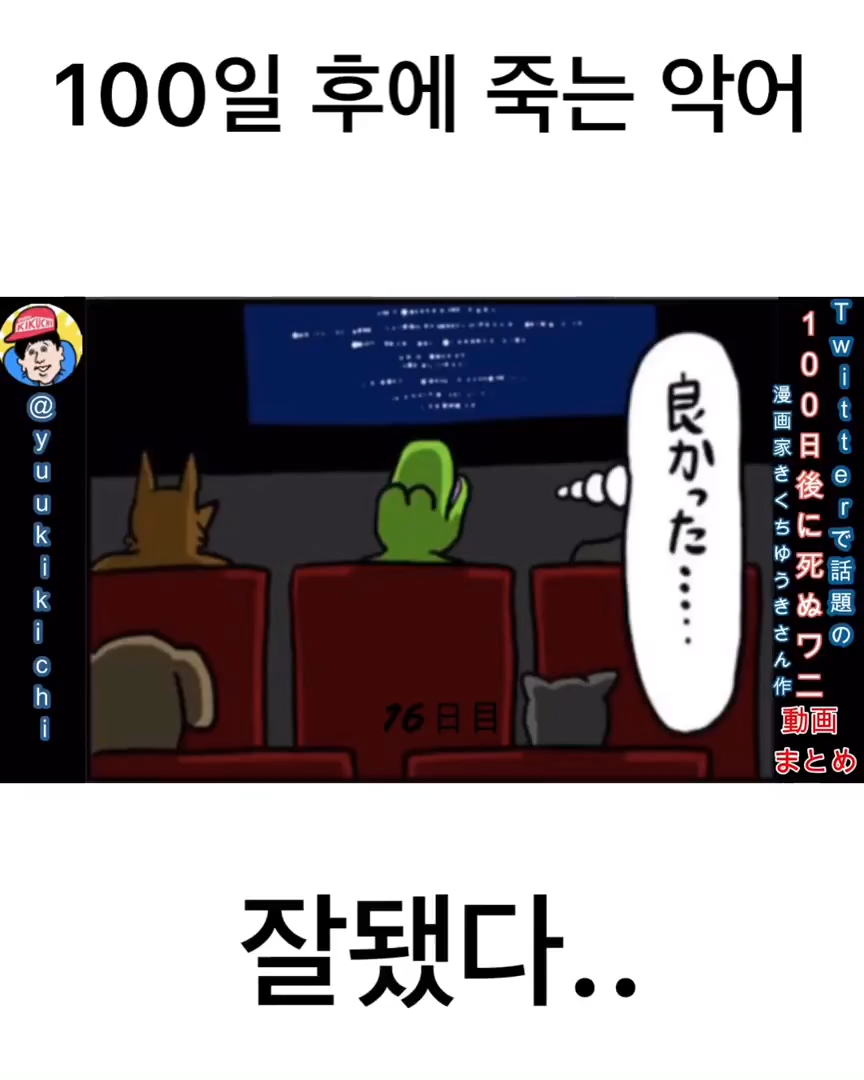 100일 후에 죽는 악어
KIKUCHI
@yuukikichi
良かった……
16日目
Twitterで話題の
100日後に死ぬワニ
漫画家きくちゆうきさん作
動画
まとめ
잘됐다..